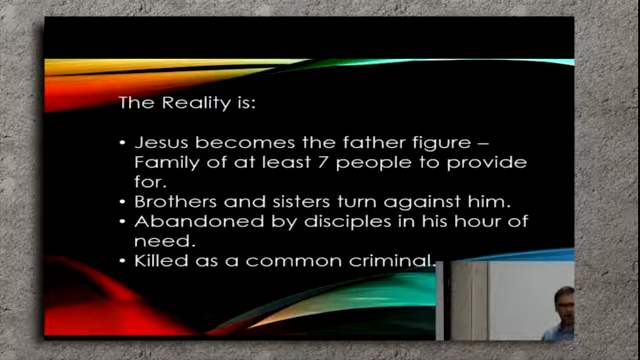 The Reality is:
• Jesus becomes the father figure –
Family of at least 7 people to provide
for.
• Brothers and sisters turn against him.
• Abandoned by disciples in his hour of
need.
• Killed as a common criminal.